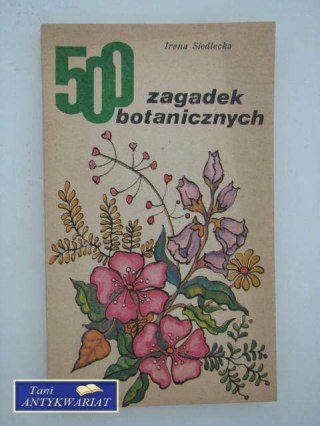 Irena Siedlecka
500
zagadek
botanicznych
Tani
ANTYKWARIAT